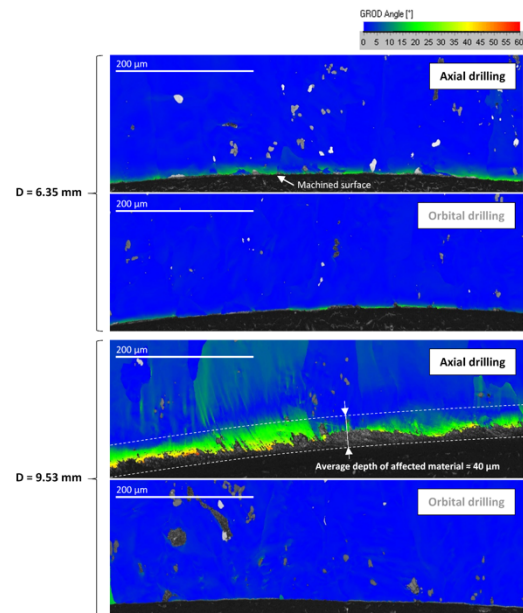 GROD Angle [°]
0 5 10 15 20 25 30 35 40 45 50 55 60
200 µm
Axial drilling
Machined surface
D = 6.35 mm
200 µm
Orbital drilling
200 µm
Axial drilling
Average depth of affected material = 40 µm
D = 9.53 mm
200 µm
Orbital drilling